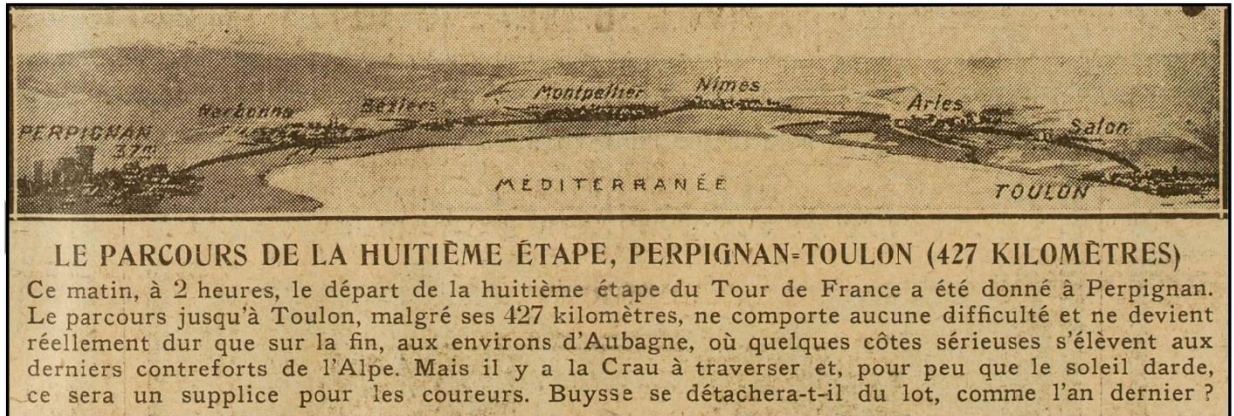 Nîmes
Montpellier
Béziers
Arles
Narbonne
Salon
PERPIGNAN
37m
MÉDITERRANÉE
TOULON
LE PARCOURS DE LA HUITIÈME ÉTAPE, PERPIGNAN=TOULON (427 KILOMÈTRES)
Ce matin, à 2 heures, le départ de la huitième étape du Tour de France a été donné à Perpignan.
Le parcours jusqu'à Toulon, malgré ses 427 kilomètres, ne comporte aucune difficulté et ne devient
réellement dur que sur la fin, aux environs d'Aubagne, où quelques côtes sérieuses s'élèvent aux
derniers contreforts de l'Alpe. Mais il y a la Crau à traverser et, pour peu que le soleil darde,
ce sera un supplice pour les coureurs. Buysse se détachera-t-il du lot, comme l'an dernier ?